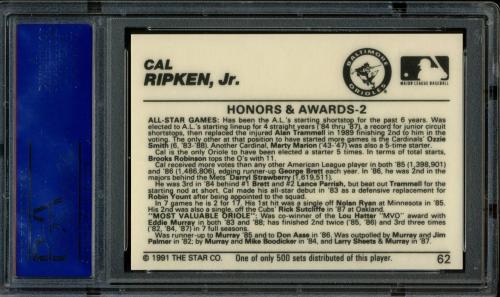 CAL
RIPKEN, Jr.
BALTIMORE
ORIOLES
MAJOR LEAGUE BASEBALL
HONORS & AWARDS-2
ALL-STAR GAMES: Has been the A.L.'s starting shortstop for the past 6 years. Was
elected to A.L.'s starting lineup for 4 straight years ('84 thru '87), a record for junior circuit
shortstops, then replaced the injured Alan Trammell in 1989 finishing 2nd to him in the
voting. The only other at that position to have started more consecutively is the Cardinals' Ozzie
Smith (6, '83-'88). Another Cardinal, Marty Marion ('43-'47) was also a 5-time starter.
Cal is the only Oriole to have been elected a starter 5 times. In terms of total starts,
Brooks Robinson tops the O's with 11.
Cal received more votes than any other American League player in both '85 (1,398,901)
and '86 (1,486,806), edging runner-up George Brett each year. In '86, he was 2nd in the
majors behind the Mets' Darryl Strawberry (1,619,511).
He was 3rd in '84 behind #1 Brett and #2 Lance Parrish, but beat out Trammell for the
starting nod at short. Cal made his all-star debut in '83 as a defensive replacement for
Robin Yount after being appointed to the squad.
In 7 games he is 2 for 17. His 1st hit was a single off Nolan Ryan at Minnesota in '85.
His 2nd was also a single, off the Cubs' Rick Sutcliffe in '87 at Oakland.
"MOST VALUABLE ORIOLE": Was co-winner of the Lou Hatter "MVO" award with
Eddie Murray in both '83 & '88; has finished 2nd twice ('85, '86) and 3rd three times
('82, '84, '87) in 7 full seasons.
Was runner-up to Murray '85 and to Don Aase in '86. Was outpolled by Murray and Jim
Palmer in '82; by Murray and Mike Boodicker in '84, and Larry Sheets & Murray in '87.
© 1991 THE STAR CO. One of only 500 sets distributed of this player. 62